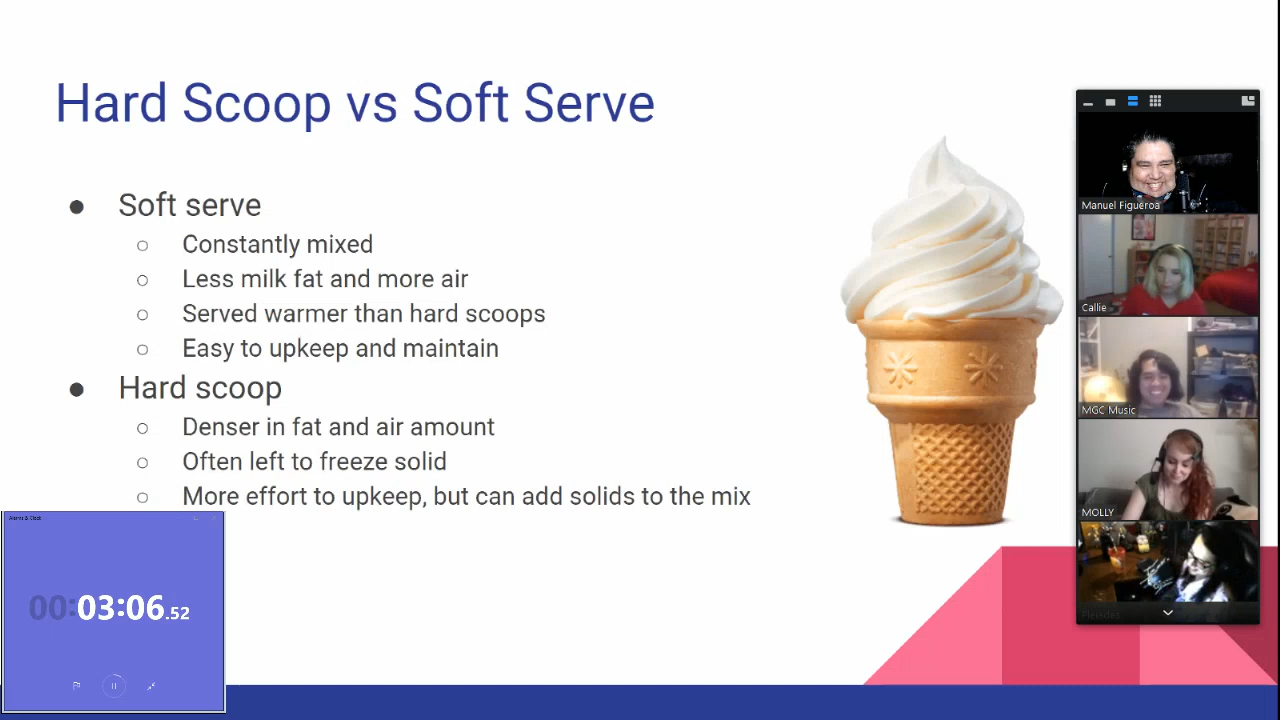 Hard Scoop vs Soft Serve
● Soft serve
○ Constantly mixed
○ Less milk fat and more air
○ Served warmer than hard scoops
○ Easy to upkeep and maintain
● Hard scoop
○ Denser in fat and air amount
○ Often left to freeze solid
○ More effort to upkeep, but can add solids to the mix
Alarms & Clock
00:03:06.52
Manuel Figueroa
Callie
MGC Music
MOLLY